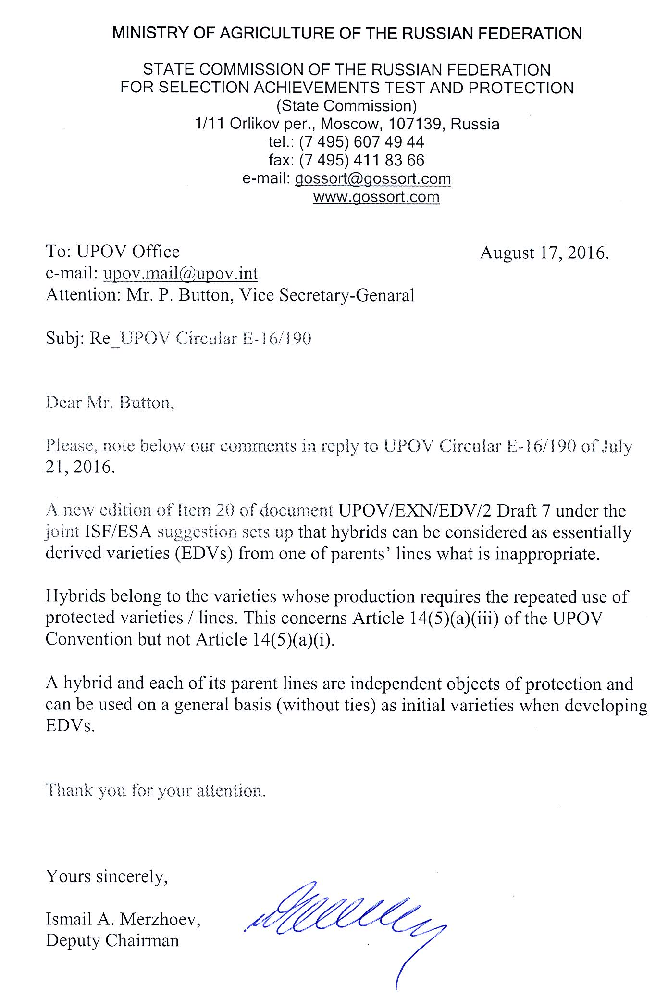 MINISTRY OF AGRICULTURE OF THE RUSSIAN FEDERATION
STATE COMMISSION OF THE RUSSIAN FEDERATION
FOR SELECTION ACHIEVEMENTS TEST AND PROTECTION
(State Commission)
1/11 Orlikov per., Moscow, 107139, Russia
tel.: (7 495) 607 49 44
fax: (7 495) 411 83 66
e-mail: gossort@gossort.com
www.gossort.com
To: UPOV Office August 17, 2016.
e-mail: upov.mail@upov.int
Attention: Mr. P. Button, Vice Secretary-Genaral
Subj: Re_UPOV Circular E-16/190
Dear Mr. Button,
Please, note below our comments in reply to UPOV Circular E-16/190 of July
21, 2016.
A new edition of Item 20 of document UPOV/EXN/EDV/2 Draft 7 under the
joint ISF/ESA suggestion sets up that hybrids can be considered as essentially
derived varieties (EDVs) from one of parents’ lines what is inappropriate.
Hybrids belong to the varieties whose production requires the repeated use of
protected varieties / lines. This concerns Article 14(5)(a)(iii) of the UPOV
Convention but not Article 14(5)(a)(i).
A hybrid and each of its parent lines are independent objects of protection and
can be used on a general basis (without ties) as initial varieties when developing
EDVs.
Thank you for your attention.
Yours sincerely,
Ismail A. Merzhoev,
Deputy Chairman